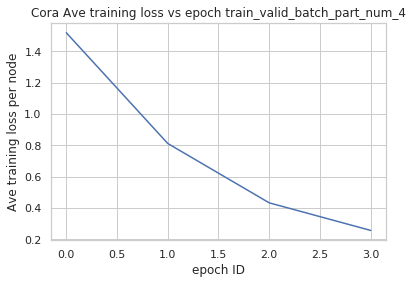 Cora Ave training loss vs epoch train_valid_batch_part_num_4
Ave training loss per node
1.4
1.2
1.0
0.8
0.6
0.4
0.2
0.0 0.5 1.0 1.5 2.0 2.5 3.0
epoch ID